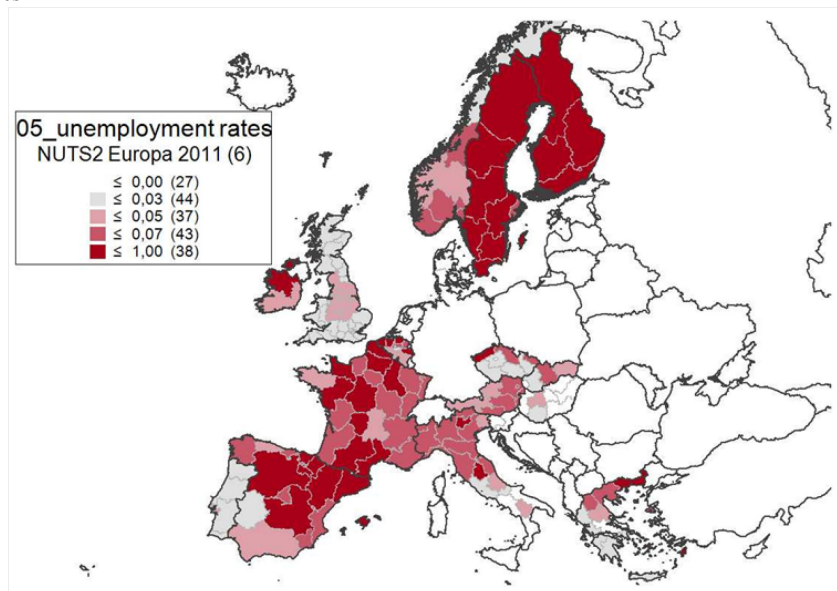 05_unemployment rates
NUTS2 Europa 2011 (6)
≤ 0,00 (27)
≤ 0,03 (44)
≤ 0,05 (37)
≤ 0,07 (43)
≤ 1,00 (38)